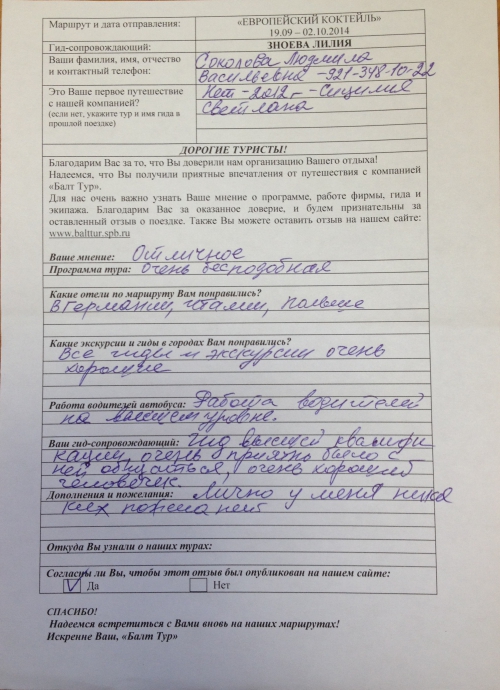 Маршрут и дата отправления:
«ЕВРОПЕЙСКИЙ КОКТЕЙЛЬ»
19.09 – 02.10.2014
Гид-сопровождающий:
ЗНОЕВА ЛИЛИЯ
Ваши фамилия, имя, отчество
и контактный телефон:
Соколова Людмила
Васильевна -921-348-10-22
Это Ваше первое путешествие
с нашей компанией?
(если нет, укажите тур и имя гида в
прошлой поездке)
Нет -2012г. - Сицилия
Светлана
ДОРОГИЕ ТУРИСТЫ!
Благодарим Вас за то, что Вы доверили нам организацию Вашего отдыха!
Надеемся, что Вы получили приятные впечатления от путешествия с компанией
«Балт Тур».
Для нас очень важно узнать Ваше мнение о программе, работе фирмы, гида и
экипажа. Благодарим Вас за оказанное доверие, и будем признательны за
оставленный отзыв о поездке. Также Вы можете оставить отзыв на нашем сайте:
www.balttur.spb.ru
Ваше мнение: Отличное
Программа тура: очень бесподобная
Какие отели по маршруту Вам понравились?
В Германии, Италии, Польше
Какие экскурсии и гиды в городах Вам понравились?
Все гиды и экскурсии очень
хорошие
Работа водителей автобуса: Работа водителей
на высшем уровне.
Ваш гид-сопровождающий: Гид высшей квалифи
кации, очень приятно было с
ней общаться, очень хороший
человечек.
Дополнения и пожелания: Лично у меня ника
ких пожеланий
Откуда Вы узнали о наших турах:
Согласны ли Вы, чтобы этот отзыв был опубликован на нашем сайте:
Да Нет
СПАСИБО!
Надеемся встретиться с Вами вновь на наших маршрутах!
Искренне Ваш, «Балт Тур»